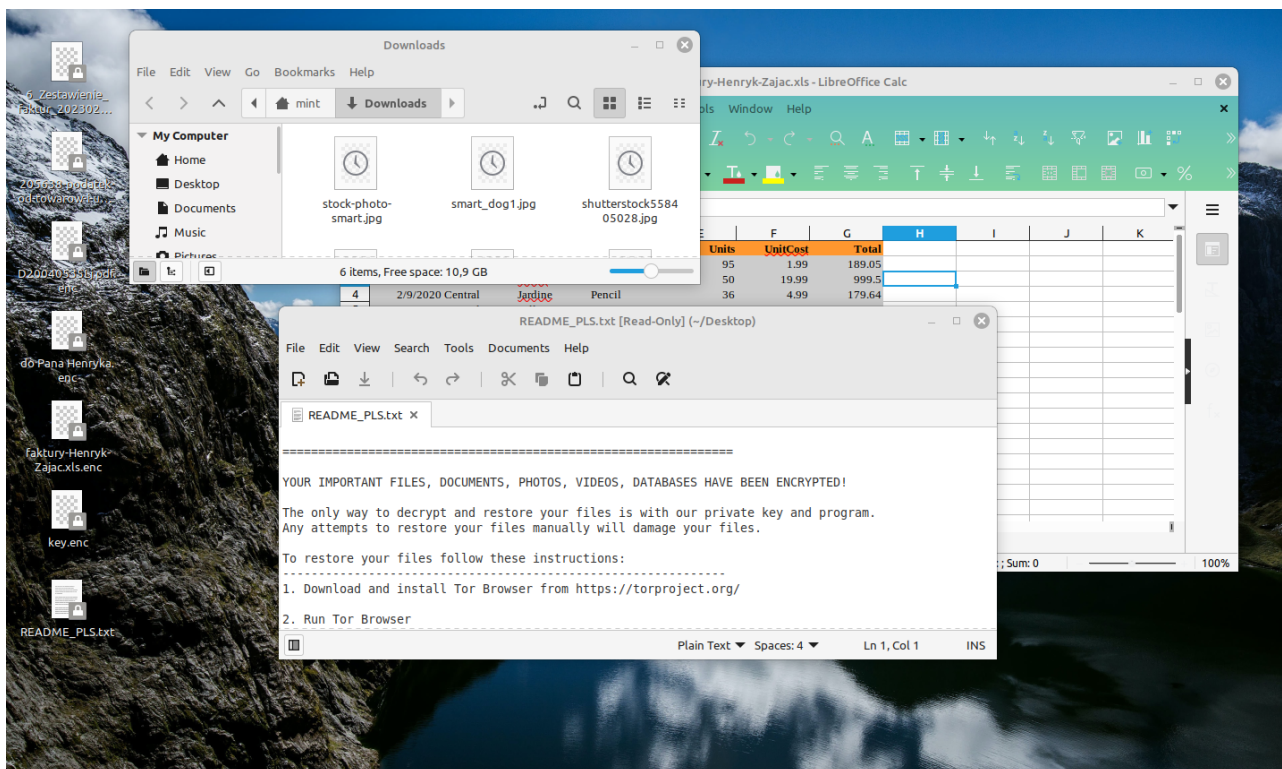 6_Zestawienie_
faktur_202302...
205638-podatek-
od-towarow-i-u...
enc
do Pana Henryka.
enc
faktury-Henryk-
Zajac.xls.enc
key.enc
README_PLS.txt
Downloads
File Edit View Go Bookmarks Help
mint Downloads
My Computer
Home
Desktop
Documents
Music
Pictures
stock-photo-
smart.jpg
smart_dog1.jpg
shutterstock5584
05028.jpg
6 items, Free space: 10,9 GB
ry-Henryk-Zajac.xls - LibreOffice Calc
ols Window Help
F G H I J K
Units UnitCost Total
95 1.99 189.05
50 19.99 999.5
4 2/9/2020 Central Jardine Pencil 36 4.99 179.64
; Sum: 0 100%
README_PLS.txt [Read-Only] (~/Desktop)
File Edit View Search Tools Documents Help
README_PLS.txt
===============================================================
YOUR IMPORTANT FILES, DOCUMENTS, PHOTOS, VIDEOS, DATABASES HAVE BEEN ENCRYPTED!
The only way to decrypt and restore your files is with our private key and program.
Any attempts to restore your files manually will damage your files.
To restore your files follow these instructions:
--------------------------------------------------------------
1. Download and install Tor Browser from https://torproject.org/
2. Run Tor Browser
Plain Text Spaces: 4 Ln 1, Col 1 INS